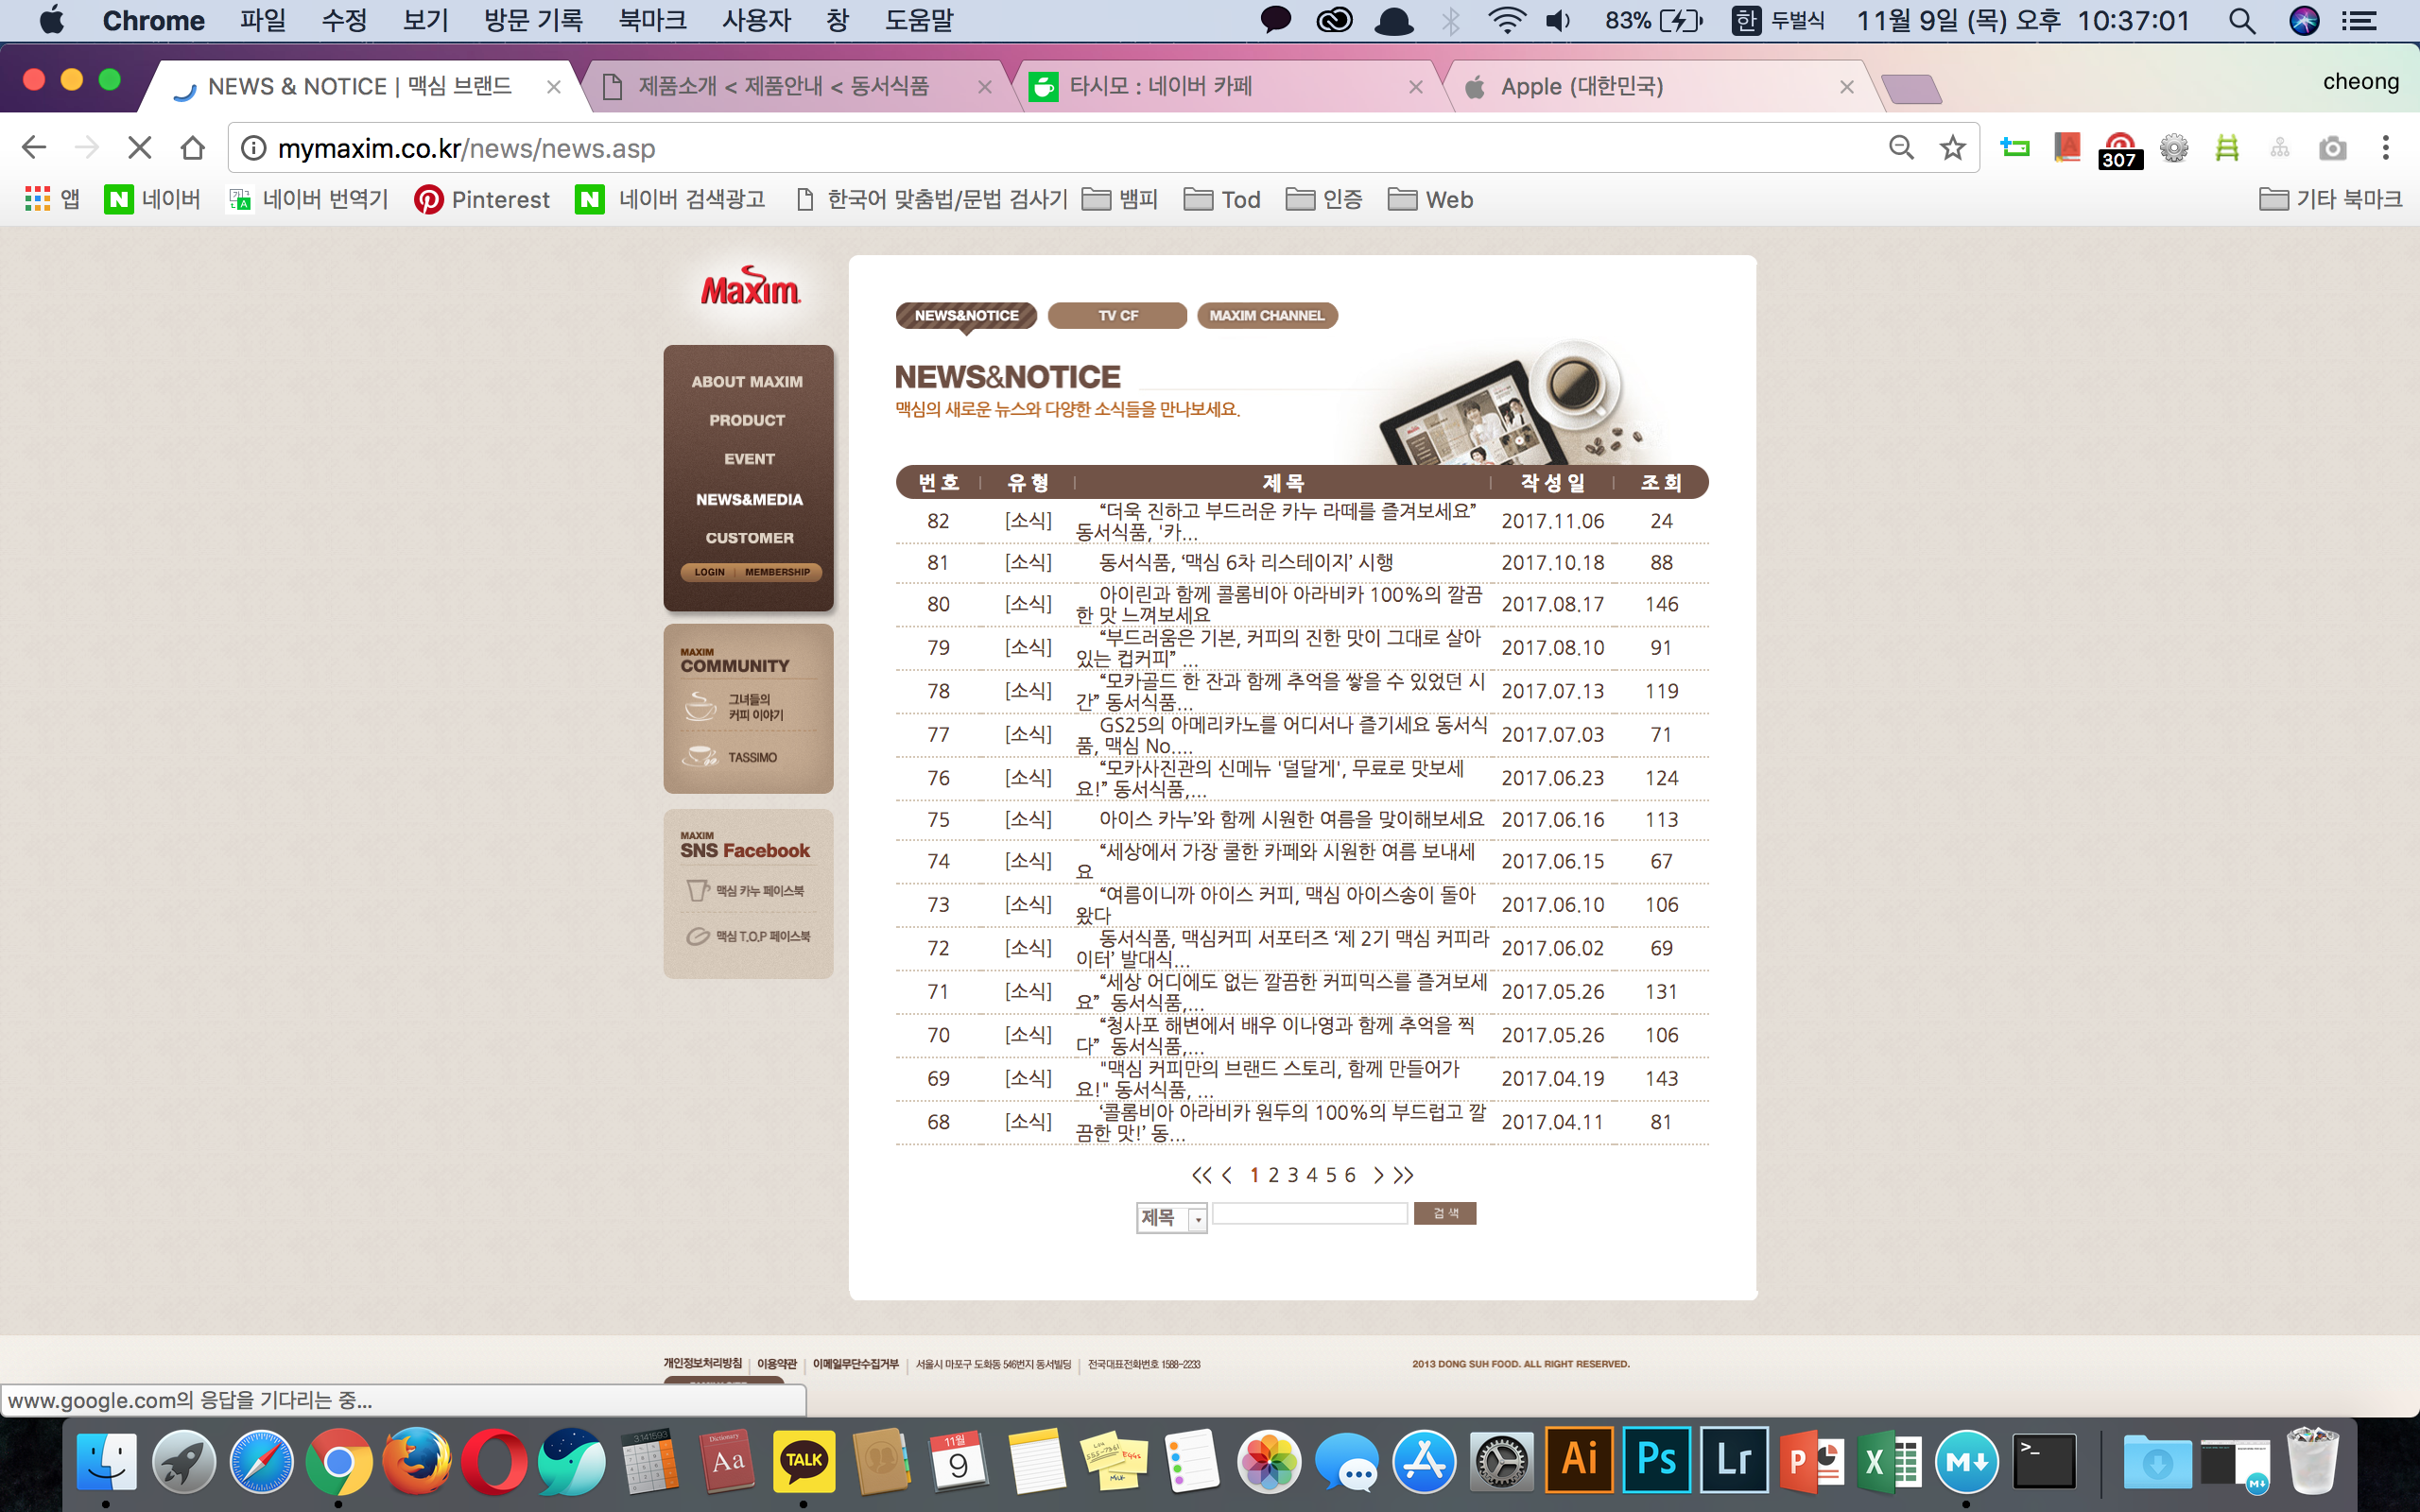 Chrome 파일 수정 보기 방문 기록 북마크 사용자 창 도움말 83% 한 두벌식 11월 9일 (목) 오후 10:37:01
NEWS & NOTICE | 맥심 브랜드 제품소개 < 제품안내 < 동서식품 타시모 : 네이버 카페 Apple (대한민국) cheong
mymaxim.co.kr/news/news.asp 307
앱 네이버 네이버 번역기 Pinterest 네이버 검색광고 한국어 맞춤법/문법 검사기 뱀피 Tod 인증 Web 기타 북마크
Maxim
ABOUT MAXIM
PRODUCT
EVENT
NEWS&MEDIA
CUSTOMER
LOGIN | MEMBERSHIP
MAXIM
COMMUNITY
그녀들의
커피 이야기
TASSIMO
MAXIM
SNS Facebook
맥심 카누 페이스북
맥심 T.O.P 페이스북
NEWS&NOTICE TV CF MAXIM CHANNEL
NEWS&NOTICE
맥심의 새로운 뉴스와 다양한 소식들을 만나보세요.
번호 | 유형 | 제목 | 작성일 | 조회
82 [소식] “더욱 진하고 부드러운 카누 라떼를 즐겨보세요” 2017.11.06 24
동서식품, '카...
81 [소식] 동서식품, ‘맥심 6차 리스테이지’ 시행 2017.10.18 88
80 [소식] 아이린과 함께 콜롬비아 아라비카 100%의 깔끔 2017.08.17 146
한 맛 느껴보세요
79 [소식] “부드러움은 기본, 커피의 진한 맛이 그대로 살아 2017.08.10 91
있는 컵커피” ...
78 [소식] “모카골드 한 잔과 함께 추억을 쌓을 수 있었던 시 2017.07.13 119
간” 동서식품...
77 [소식] GS25의 아메리카노를 어디서나 즐기세요 동서식 2017.07.03 71
품, 맥심 No....
76 [소식] “모카사진관의 신메뉴 '덜달게', 무료로 맛보세 2017.06.23 124
요!” 동서식품,...
75 [소식] 아이스 카누’와 함께 시원한 여름을 맞이해보세요 2017.06.16 113
74 [소식] “세상에서 가장 쿨한 카페와 시원한 여름 보내세 2017.06.15 67
요
73 [소식] “여름이니까 아이스 커피, 맥심 아이스송이 돌아 2017.06.10 106
왔다
72 [소식] 동서식품, 맥심커피 서포터즈 ‘제 2기 맥심 커피라 2017.06.02 69
이터’ 발대식...
71 [소식] “세상 어디에도 없는 깔끔한 커피믹스를 즐겨보세 2017.05.26 131
요” 동서식품,...
70 [소식] “청사포 해변에서 배우 이나영과 함께 추억을 찍 2017.05.26 106
다” 동서식품,...
69 [소식] "맥심 커피만의 브랜드 스토리, 함께 만들어가 2017.04.19 143
요!" 동서식품, ...
68 [소식] ‘콜롬비아 아라비카 원두의 100%의 부드럽고 깔 2017.04.11 81
끔한 맛!’ 동...
<< < 1 2 3 4 5 6 > >>
제목 검색
개인정보처리방침 | 이용약관 | 이메일무단수집거부 | 서울시 마포구 도화동 546번지 동서빌딩 | 전국대표전화번호 1588-2233 2013 DONG SUH FOOD. ALL RIGHT RESERVED.
www.google.com의 응답을 기다리는 중...
3.141593 Dictionary Aa TALK 11월 9 Eggs Milk Ai Ps Lr P X M >_